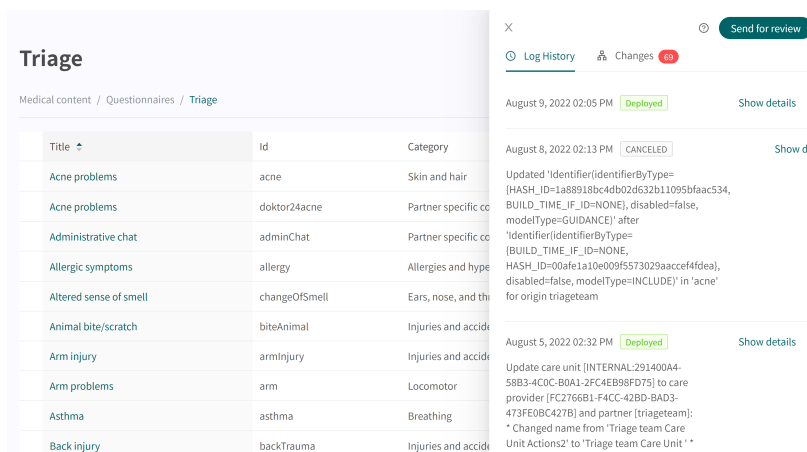 Send for review
Triage
Log History
Changes 69
Medical content / Questionnaires / Triage
August 9, 2022 02:05 PM Deployed Show details
Title Id Category
August 8, 2022 02:13 PM CANCELED Show d
Acne problems acne Skin and hair
Acne problems doktor24acne Partner specific co
Administrative chat adminChat Partner specific co
Allergic symptoms allergy Allergies and hype
Altered sense of smell changeOfSmell Ears, nose, and thr
Animal bite/scratch biteAnimal Injuries and accide
Arm injury armInjury Injuries and accide
Arm problems arm Locomotor
Asthma asthma Breathing
Back injury backTrauma Injuries and accide
Updated 'Identifier(identifierByType=
{HASH_ID=1a88918bc4db02d632b11095bfaac534,
BUILD_TIME_IF_ID=NONE}, disabled=false,
modelType=GUIDANCE)' after
'Identifier(identifierByType=
{BUILD_TIME_IF_ID=NONE,
HASH_ID=00afe1a10e009f5573029aaccef4fdea},
disabled=false, modelType=INCLUDE)' in 'acne'
for origin triageteam
August 5, 2022 02:32 PM Deployed Show details
Update care unit [INTERNAL:291400A4-
58B3-4C0C-B0A1-2FC4EB98FD75] to care
provider [FC2766B1-F4CC-42BD-BAD3-
473FE0BC427B] and partner [triageteam]:
* Changed name from 'Triage team Care
Unit Actions2' to 'Triage team Care Unit ' *